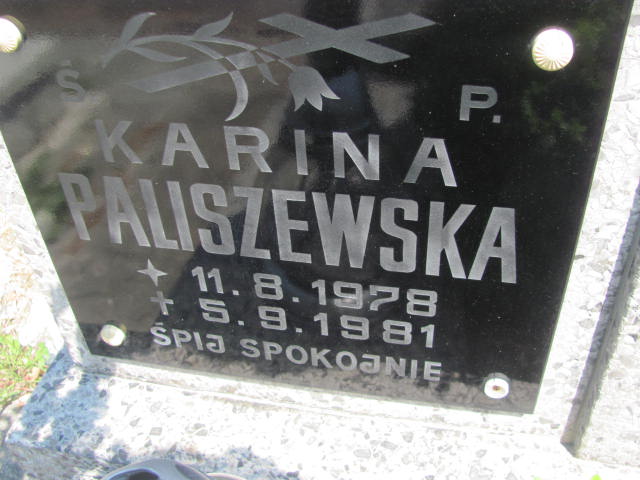 Ś. P.
KARINA
PALISZEWSKA
11.8.1978
5.9.1981
ŚPIJ SPOKOJNIE